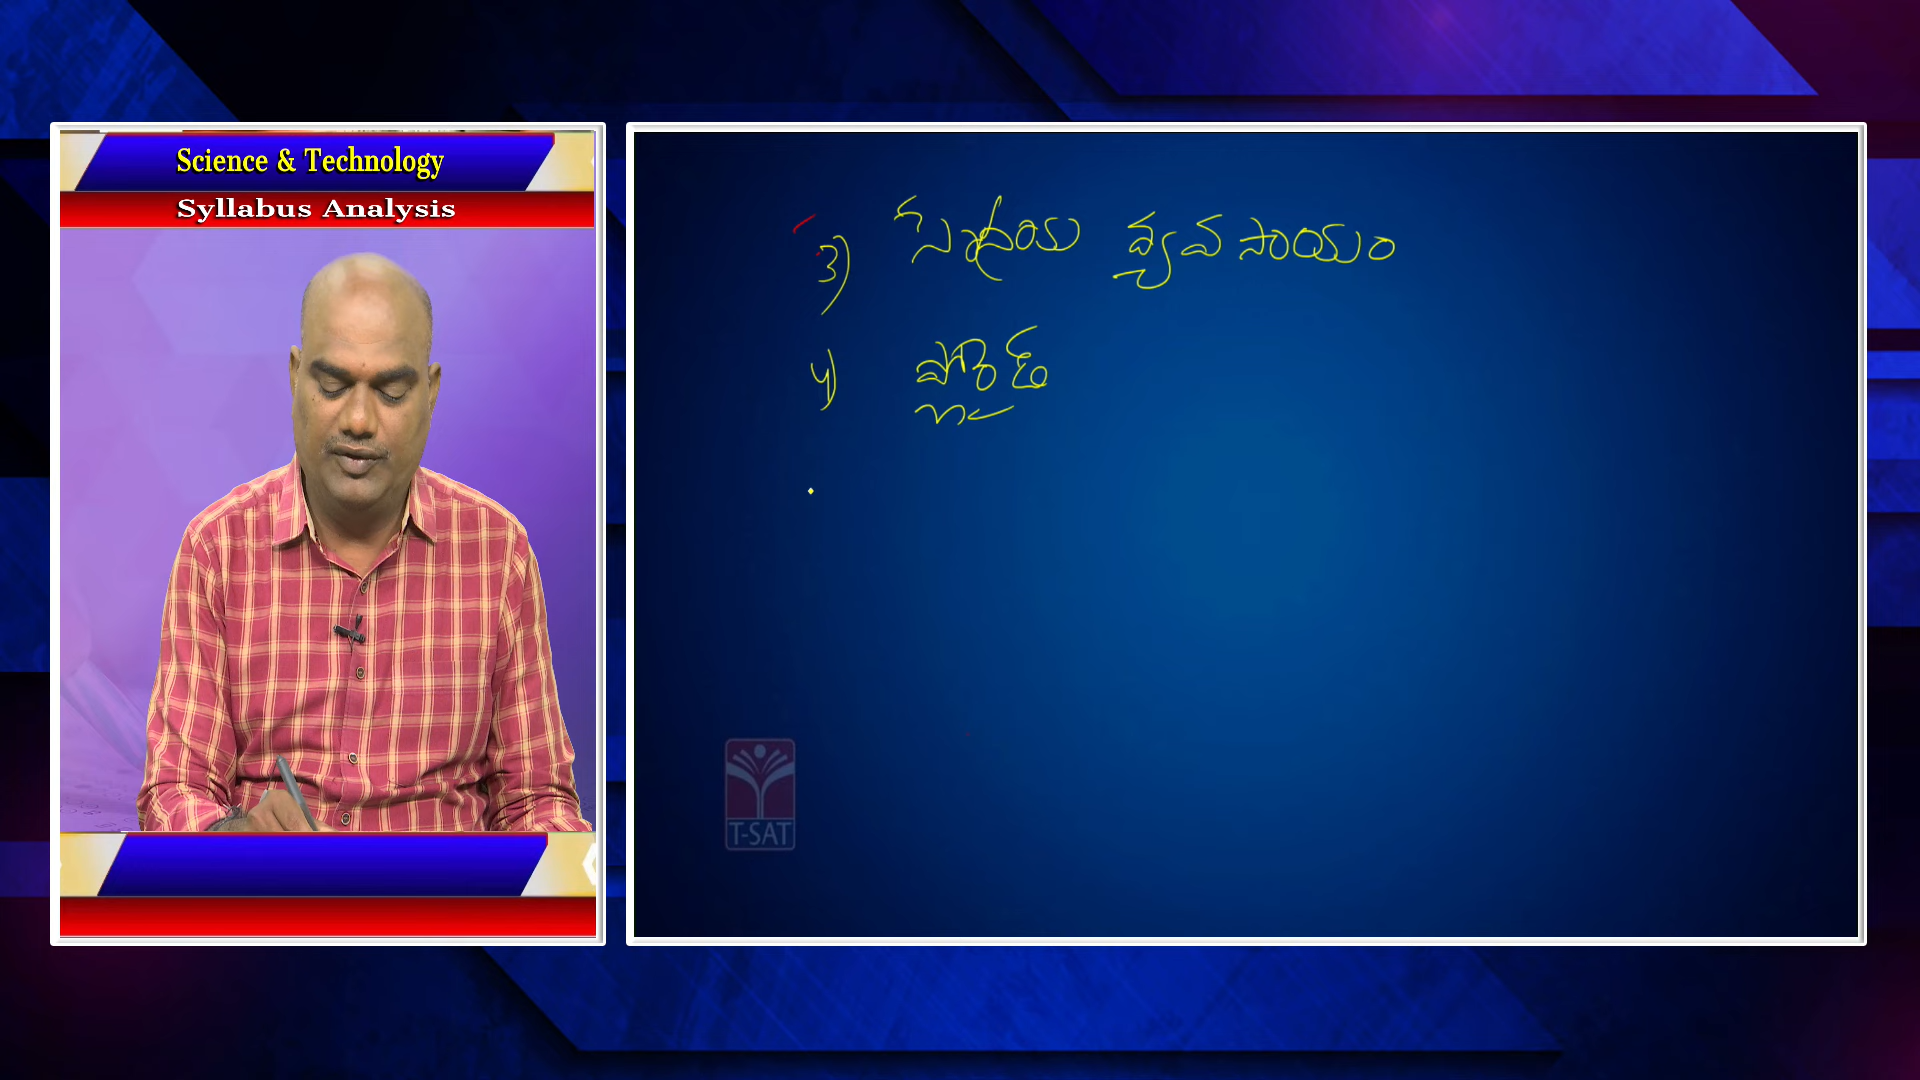 Science & Technology
Syllabus Analysis
3) సేంద్రియ వ్యవసాయం
4)
T-SAT